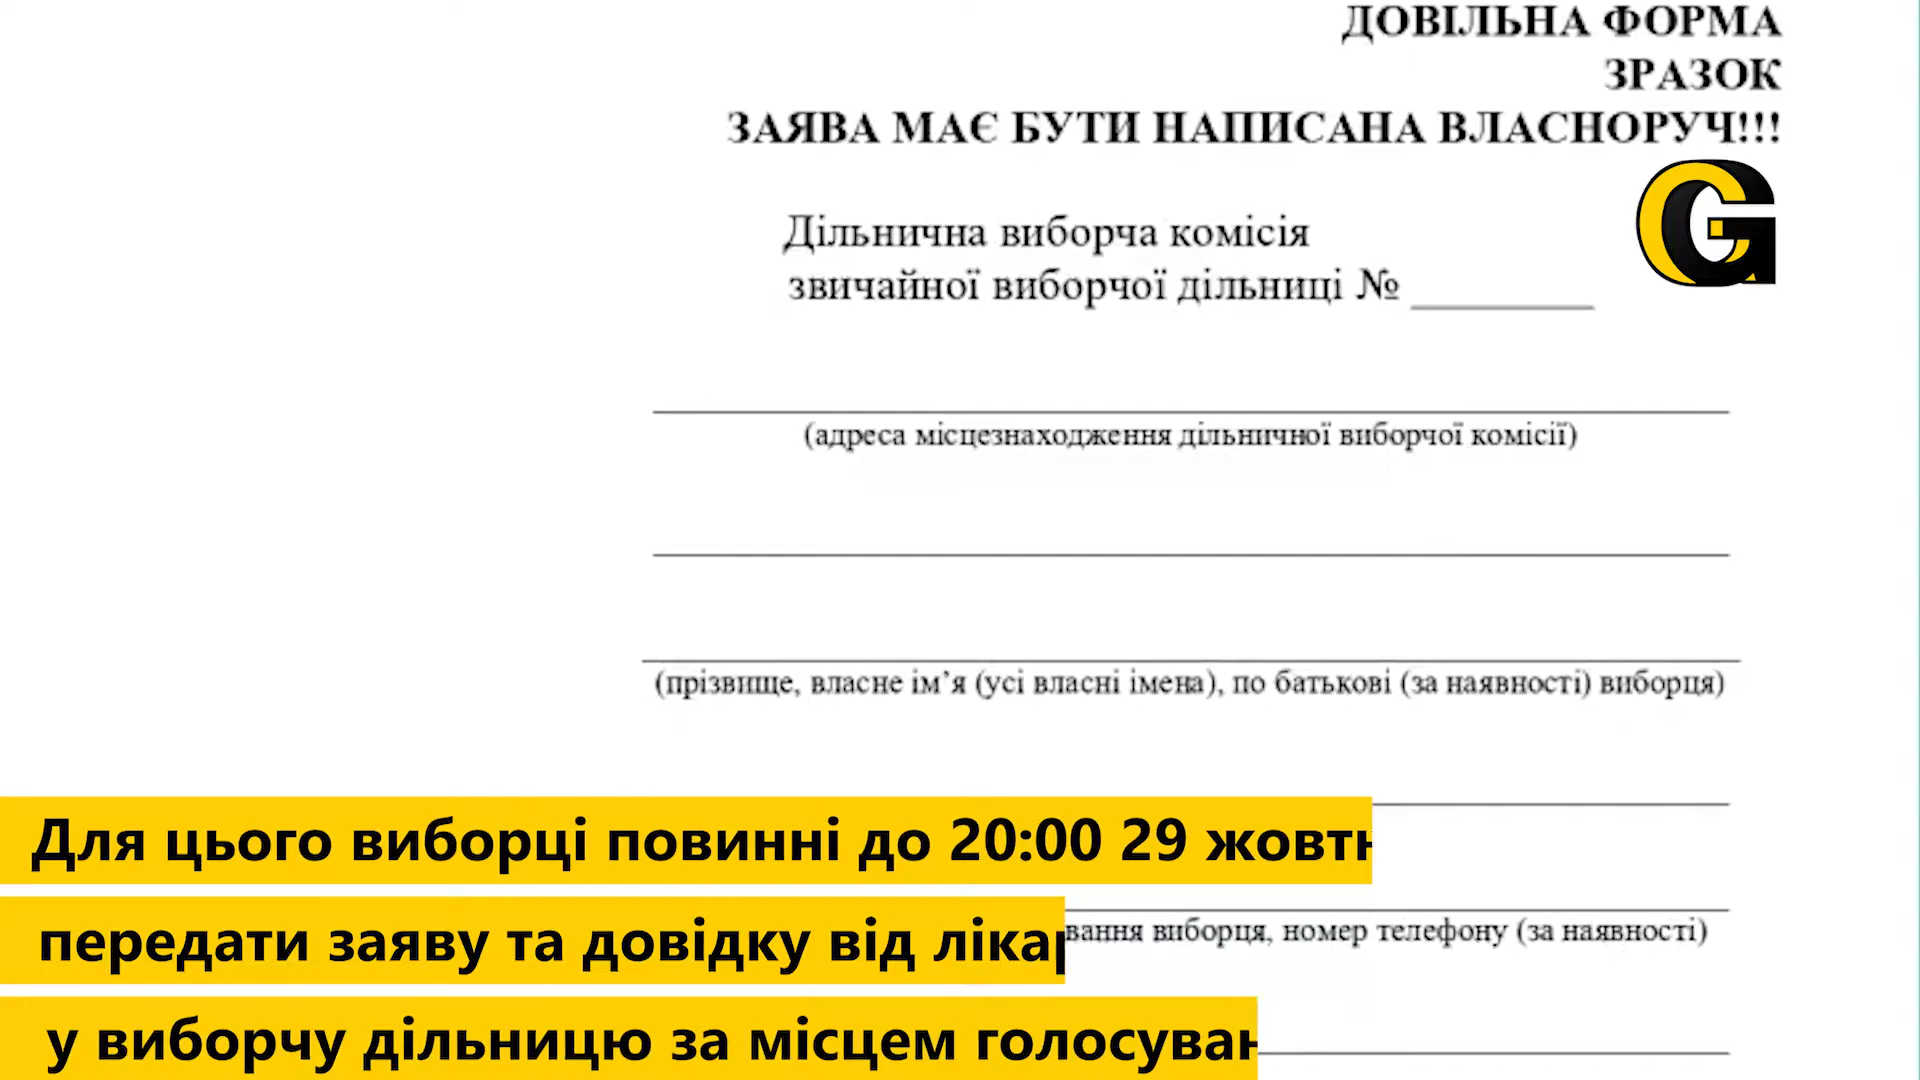 ДОВІЛЬНА ФОРМА
ЗРАЗОК
ЗАЯВА МАЄ БУТИ НАПИСАНА ВЛАСНОРУЧ!!!
G
Дільнична виборча комісія
звичайної виборчої дільниці № _________
(адреса місцезнаходження дільничної виборчої комісії)
(прізвище, власне ім’я (усі власні імена), по батькові (за наявності) виборця)
Для цього виборці повинні до 20:00 29
виборця, номер телефону (за наявності)
передати заяву та довідку від
у виборчу дільницю за місцем